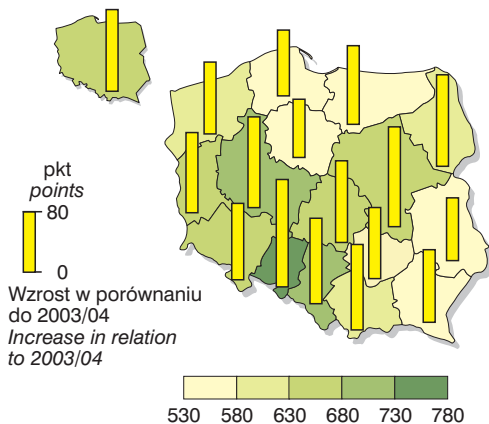 pkt
points
80
0
Wzrost w porównaniu
do 2003/04
Increase in relation
to 2003/04
530 580 630 680 730 780